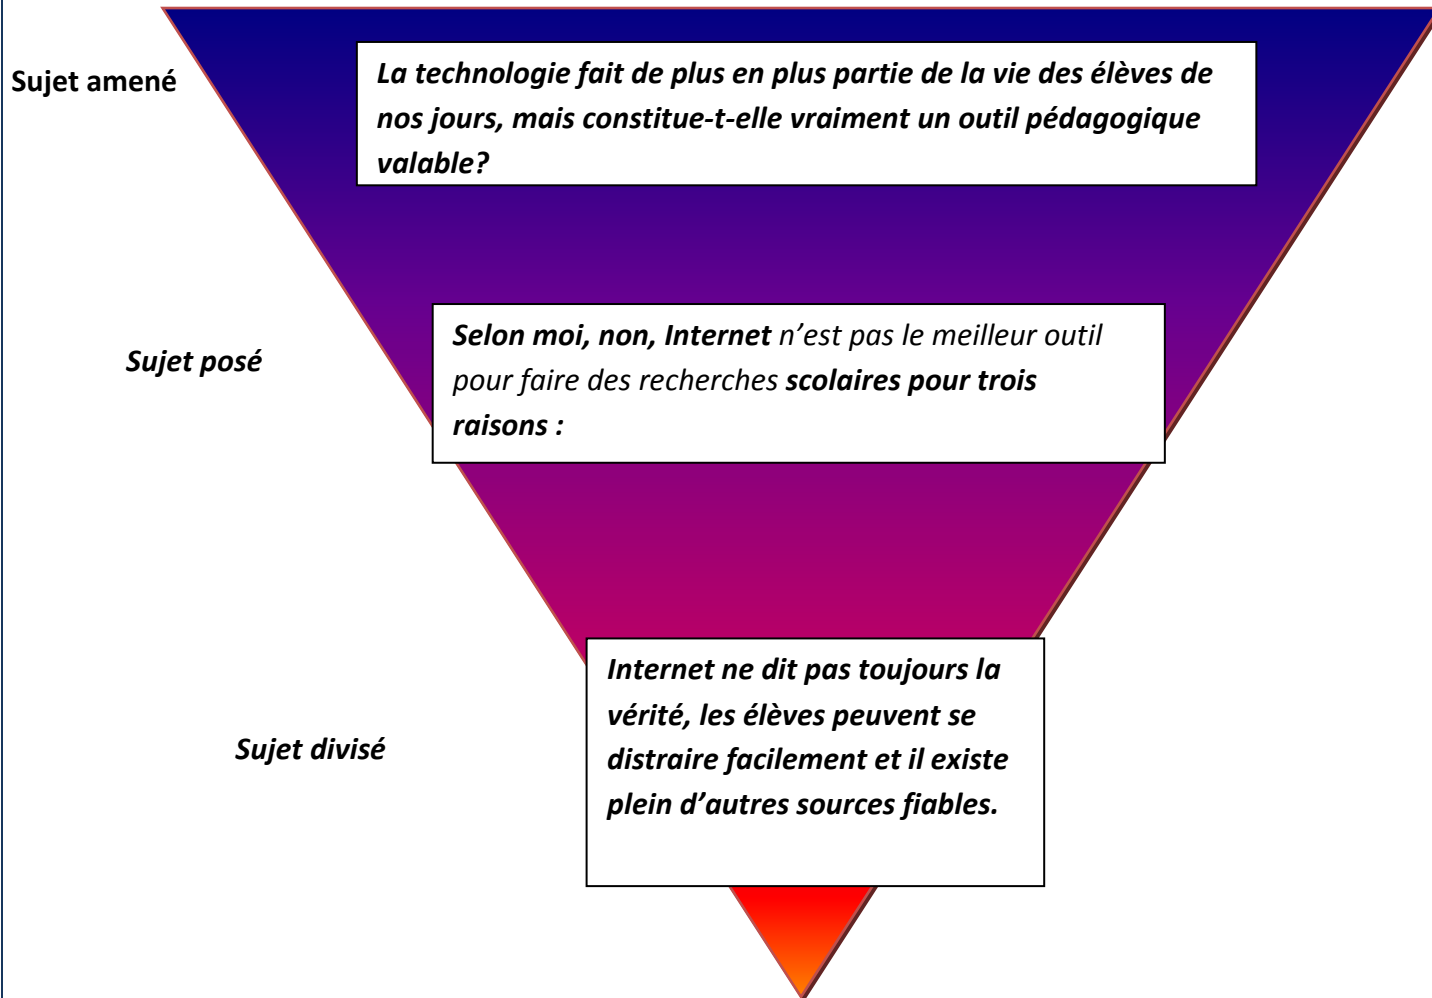 Sujet amené
La technologie fait de plus en plus partie de la vie des élèves de
nos jours, mais constitue-t-elle vraiment un outil pédagogique
valable?
Sujet posé
Selon moi, non, Internet n’est pas le meilleur outil
pour faire des recherches scolaires pour trois
raisons :
Sujet divisé
Internet ne dit pas toujours la
vérité, les élèves peuvent se
distraire facilement et il existe
plein d’autres sources fiables.